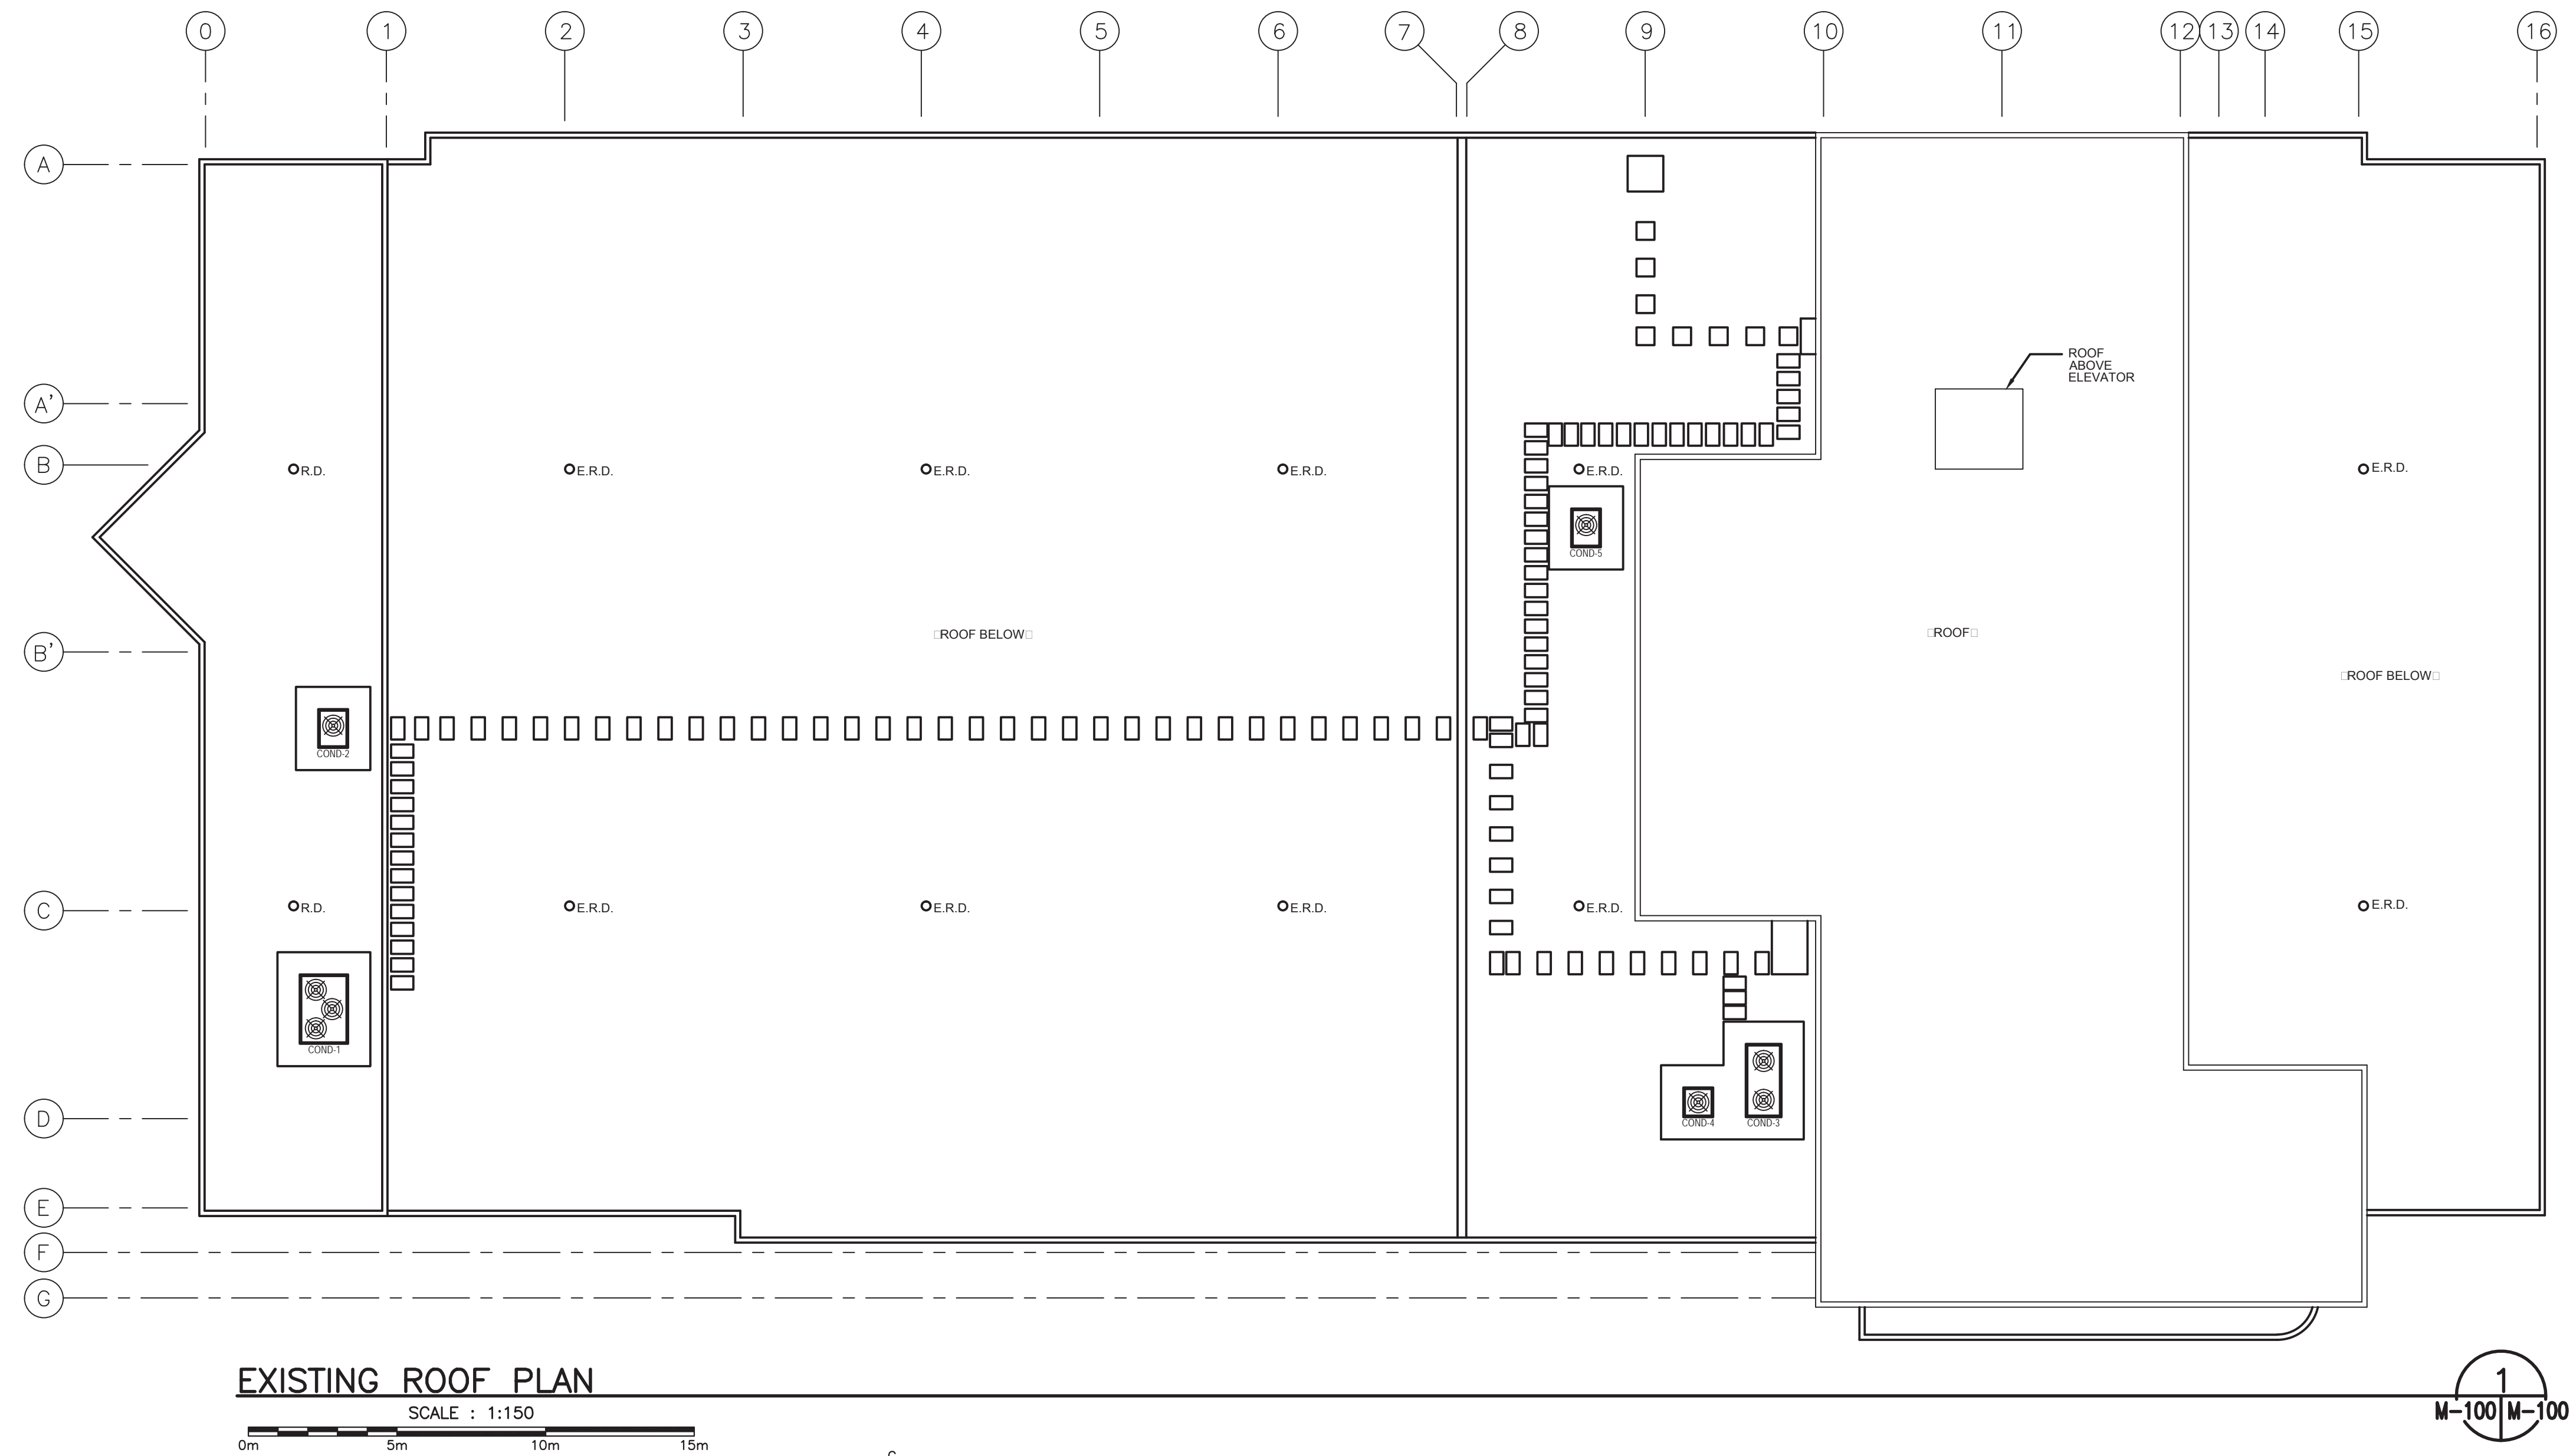 0 1 2 3 4 5 6 7 8 9 10 11 12 13 14 15 16
A
ROOF
ABOVE
ELEVATOR
A'
B
R.D. E.R.D. E.R.D. E.R.D. E.R.D. E.R.D.
COND-5
ROOF BELOW
ROOF
B'
ROOF BELOW
COND-2
C
R.D. E.R.D. E.R.D. E.R.D. E.R.D. E.R.D.
COND-1
D
COND-4 COND-3
E
F
G
EXISTING ROOF PLAN
SCALE : 1:150
0m 5m 10m 15m
1
M-100 M-100